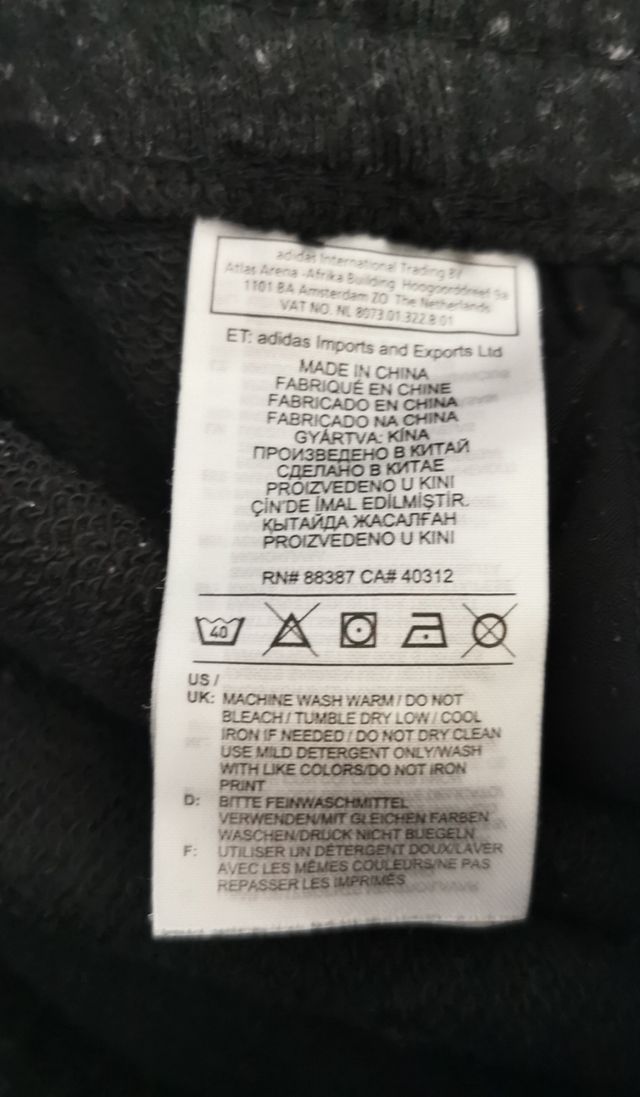 adidas International Trading BV
Atlas Arena -Afrika Building Hoogoorddreef 9a
1101 BA Amsterdam ZO The Netherlands
VAT NO. NL 8073.01.322.B.01
ET: adidas Imports and Exports Ltd
MADE IN CHINA
FABRIQUÉ EN CHINE
FABRICADO EN CHINA
FABRICADO NA CHINA
GYÁRTVA: KÍNA
ПРОИЗВЕДЕНО В КИТАЙ
СДЕЛАНО В КИТАЕ
PROIZVEDENO U KINI
ÇİN'DE İMAL EDİLMİŞTİR.
ҚЫТАЙДА ЖАСАЛҒАН
PROIZVEDENO U KINI
RN# 88387 CA# 40312
40
US /
UK: MACHINE WASH WARM / DO NOT
BLEACH / TUMBLE DRY LOW / COOL
IRON IF NEEDED / DO NOT DRY CLEAN
USE MILD DETERGENT ONLY/WASH
WITH LIKE COLORS/DO NOT IRON
PRINT
D: BITTE FEINWASCHMITTEL
VERWENDEN/MIT GLEICHEN FARBEN
WASCHEN/DRUCK NICHT BUEGELN
F: UTILISER UN DÉTERGENT DOUX/LAVER
AVEC LES MÊMES COULEURS/NE PAS
REPASSER LES IMPRIMÉS